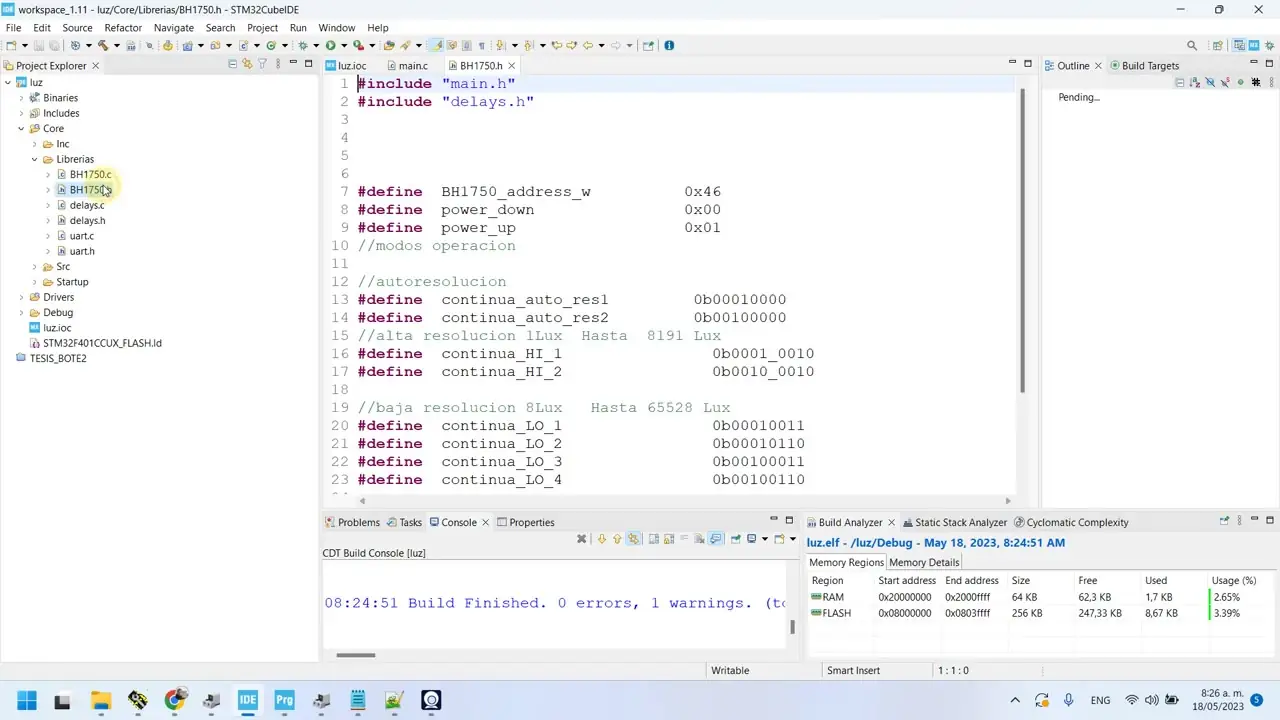 workspace_1.11 - luz/Core/Librerias/BH1750.h - STM32CubeIDE
File Edit Source Refactor Navigate Search Project Run Window Help
Project Explorer
luz
Binaries
Includes
Core
Inc
Librerias
BH1750.c
BH1750
delays.c
delays.h
uart.c
uart.h
Src
Startup
Drivers
Debug
luz.ioc
STM32F401CCUX_FLASH.ld
TESIS_BOTE2
luz.ioc main.c BH1750.h
1 #include "main.h"
2 #include "delays.h"
3
4
5
6
7 #define BH1750_address_w 0x46
8 #define power_down 0x00
9 #define power_up 0x01
10 //modos operacion
11
12 //autoresolucion
13 #define continua_auto_res1 0b00010000
14 #define continua_auto_res2 0b00100000
15 //alta resolucion 1Lux Hasta 8191 Lux
16 #define continua_HI_1 0b0001_0010
17 #define continua_HI_2 0b0010_0010
18
19 //baja resolucion 8Lux Hasta 65528 Lux
20 #define continua_LO_1 0b00010011
21 #define continua_LO_2 0b00010110
22 #define continua_LO_3 0b00100011
23 #define continua_LO_4 0b00100110
Outline Build Targets
Pending...
Problems Tasks Console Properties
CDT Build Console [luz]
08:24:51 Build Finished. 0 errors, 1 warnings. (to
Build Analyzer Static Stack Analyzer Cyclomatic Complexity
luz.elf - /luz/Debug - May 18, 2023, 8:24:51 AM
Memory Regions Memory Details
Region Start address End address Size Free Used Usage (%)
RAM 0x20000000 0x2000ffff 64 KB 62,3 KB 1,7 KB 2.65%
FLASH 0x08000000 0x0803ffff 256 KB 247,33 KB 8,67 KB 3.39%
Writable Smart Insert 1 : 1 : 0
IDE Prg
ENG
8:26 a. m.
18/05/2023
5